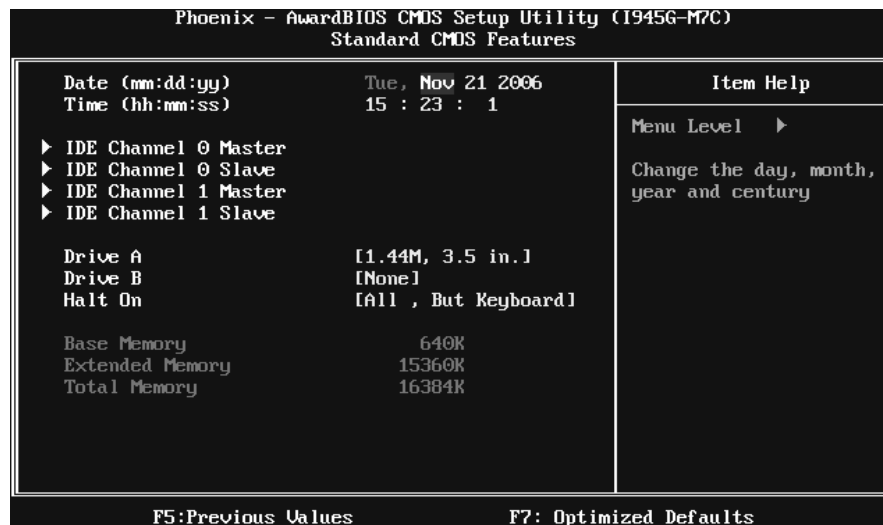 Phoenix - AwardBIOS CMOS Setup Utility (I945G-M7C)
Standard CMOS Features
Date (mm:dd:yy) Tue, Nov 21 2006
Time (hh:mm:ss) 15 : 23 : 1
IDE Channel 0 Master
IDE Channel 0 Slave
IDE Channel 1 Master
IDE Channel 1 Slave
Drive A [1.44M, 3.5 in.]
Drive B [None]
Halt On [All , But Keyboard]
Base Memory 640K
Extended Memory 15360K
Total Memory 16384K
Item Help
Menu Level
Change the day, month,
year and century
F5:Previous Values F7: Optimized Defaults